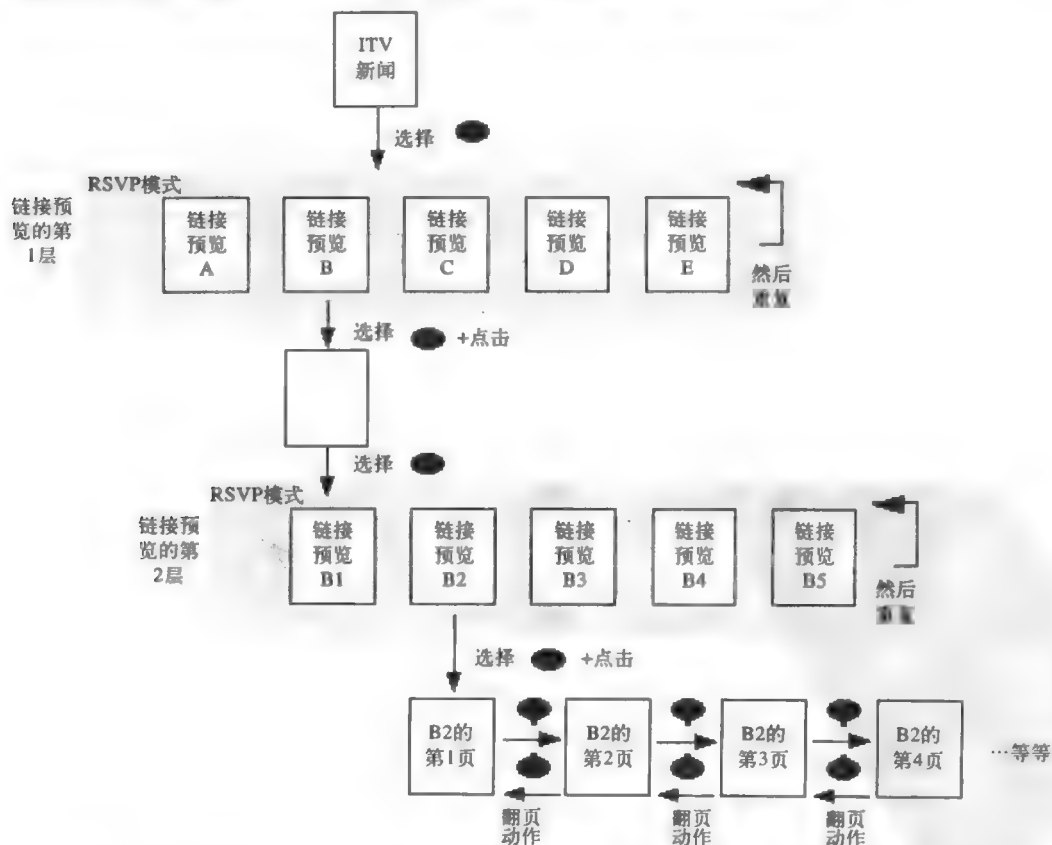 ITV
新闻
选择
RSVP模式
链接预
览的第
1层
链接
预览
A
链接
预览
B
链接
预览
C
链接
预览
D
链接
预览
E
然后
重复
选择
+点击
选择
RSVP模式
链接预
览的第
2层
链接
预览
B1
链接
预览
B2
链接
预览
B3
链接
预览
B4
链接
预览
B5
然后
重复
选择
+点击
B2的
第1页
B2的
第2页
B2的
第3页
B2的
第4页
…等等
翻页
动作
翻页
动作
翻页
动作